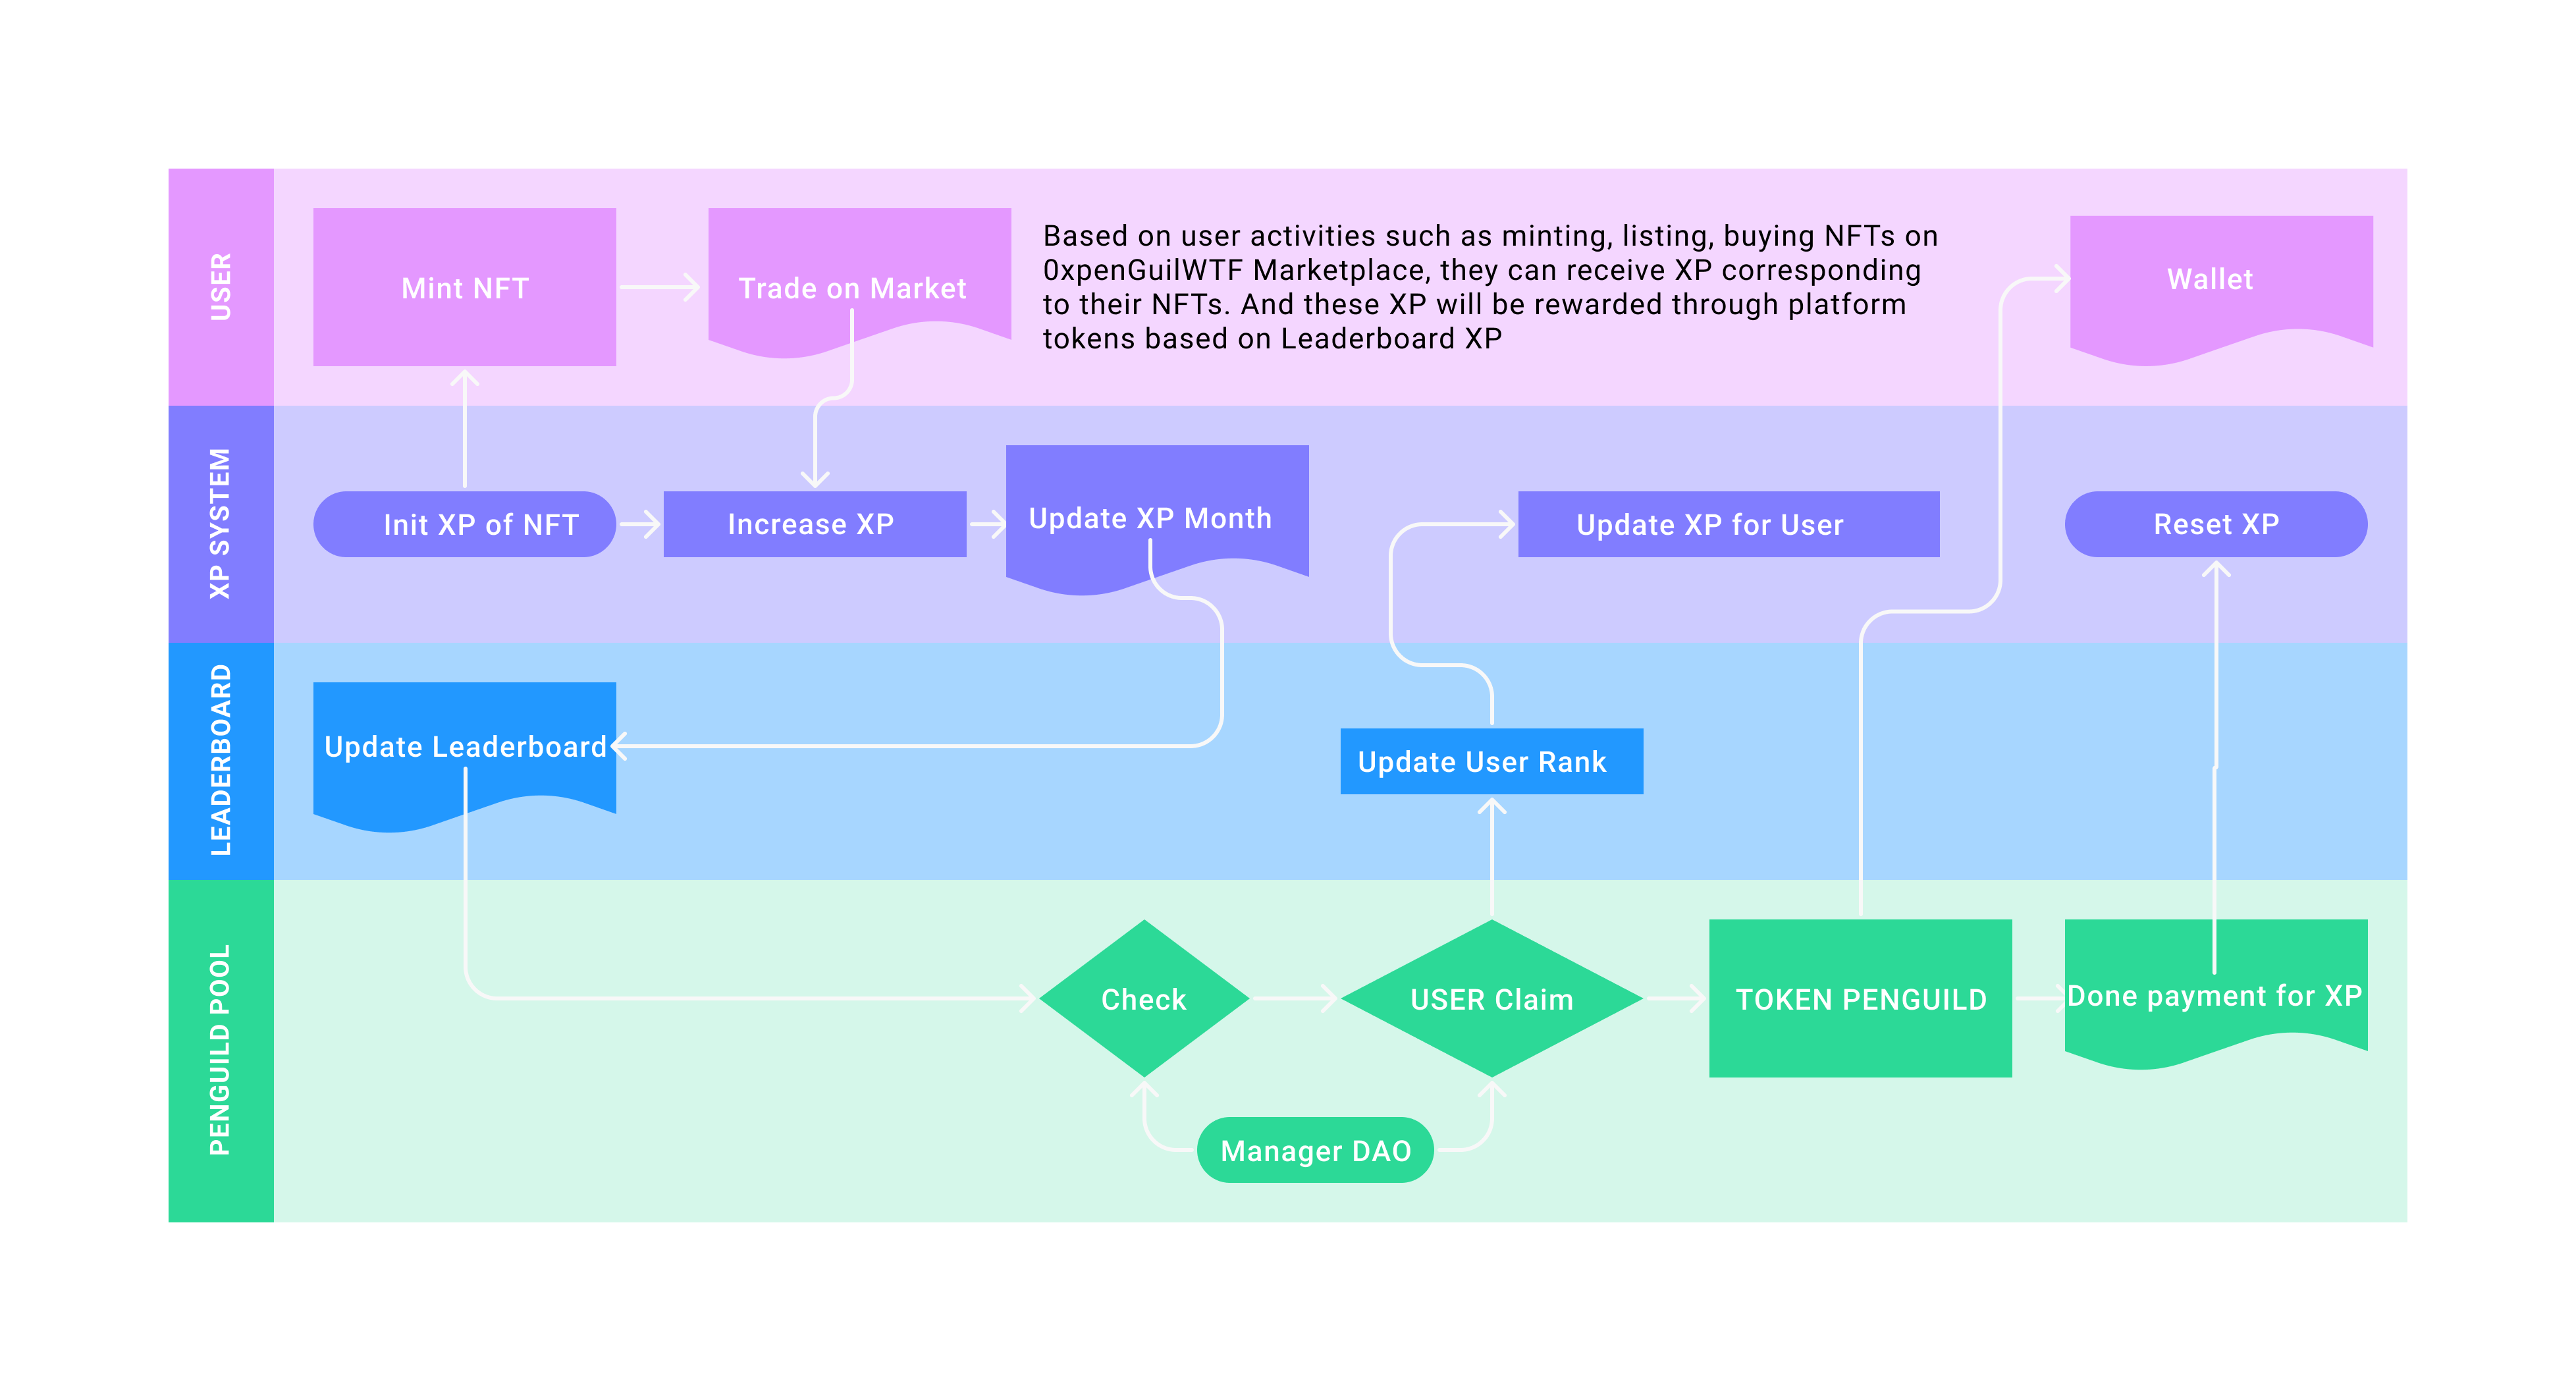 USER
Mint NFT
Trade on Market
Based on user activities such as minting, listing, buying NFTs on
0xpenGuilWTF Marketplace, they can receive XP corresponding
to their NFTs. And these XP will be rewarded through platform
tokens based on Leaderboard XP
Wallet
XP SYSTEM
Init XP of NFT
Increase XP
Update XP Month
Update XP for User
Reset XP
LEADERBOARD
Update Leaderboard
Update User Rank
PENGUILD POOL
Check
USER Claim
TOKEN PENGUILD
Done payment for XP
Manager DAO